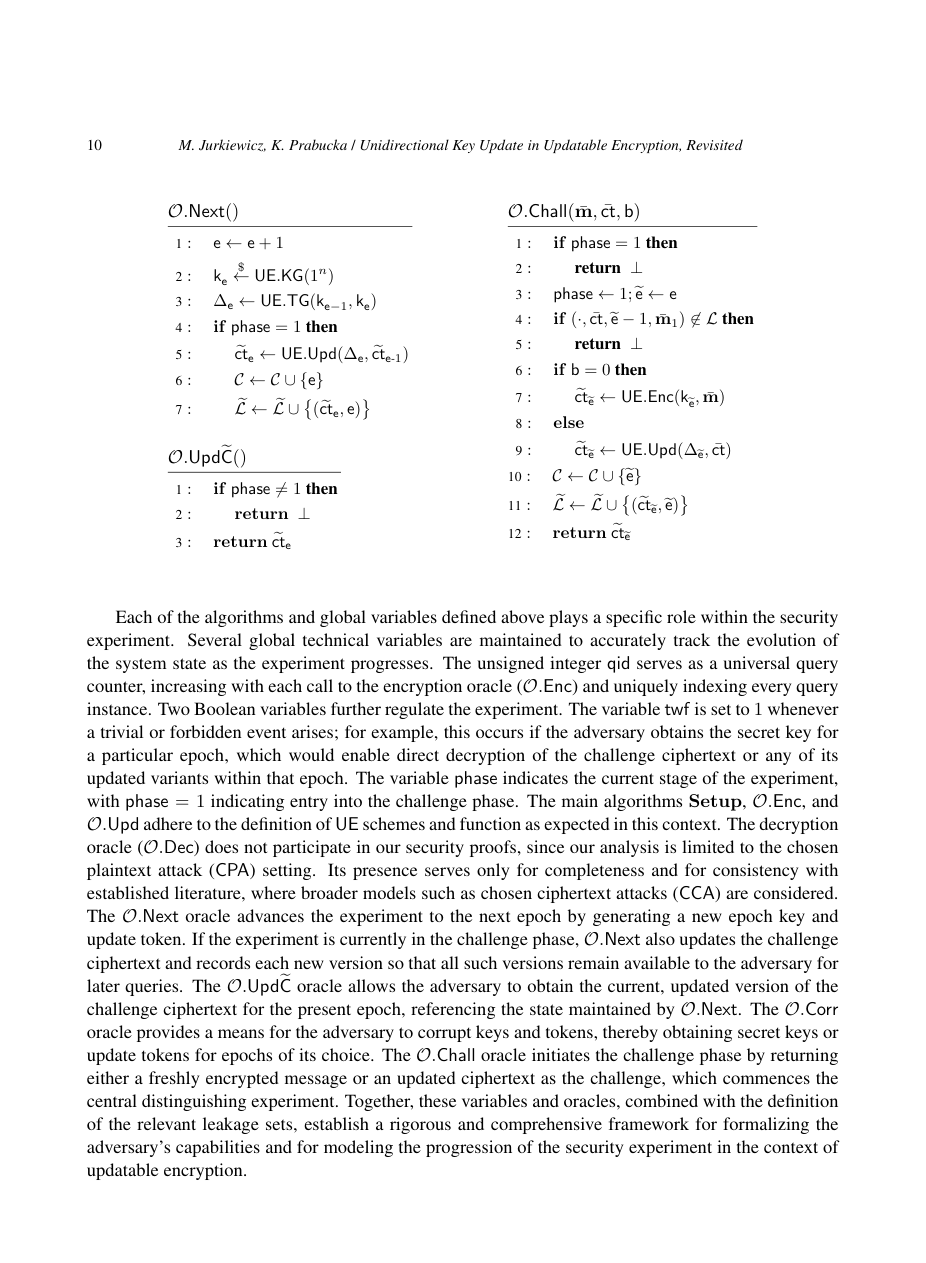 10 M. Jurkiewicz, K. Prabucka / Unidirectional Key Update in Updatable Encryption, Revisited
𝒪.Next()
1 : e ← e + 1
2 : kₑ ←$ UE.KG(1ⁿ)
3 : Δₑ ← UE.TG(kₑ₋₁, kₑ)
4 : if phase = 1 then
5 : c̃tₑ ← UE.Upd(Δₑ, c̃tₑ₋₁)
6 : 𝒞 ← 𝒞 ∪ {e}
7 : ℒ̃ ← ℒ̃ ∪ {(c̃tₑ, e)}
𝒪.UpdC̃()
1 : if phase ≠ 1 then
2 : return ⊥
3 : return c̃tₑ
𝒪.Chall(m̄, c̄t, b)
1 : if phase = 1 then
2 : return ⊥
3 : phase ← 1; ẽ ← e
4 : if (·, c̄t, ẽ − 1, m̄₁) ∉ ℒ then
5 : return ⊥
6 : if b = 0 then
7 : c̃t_ẽ ← UE.Enc(k_ẽ, m̄)
8 : else
9 : c̃t_ẽ ← UE.Upd(Δ_ẽ, c̄t)
10 : 𝒞 ← 𝒞 ∪ {ẽ}
11 : ℒ̃ ← ℒ̃ ∪ {(c̃t_ẽ, ẽ)}
12 : return c̃t_ẽ
Each of the algorithms and global variables defined above plays a specific role within the security
experiment. Several global technical variables are maintained to accurately track the evolution of
the system state as the experiment progresses. The unsigned integer qid serves as a universal query
counter, increasing with each call to the encryption oracle (𝒪.Enc) and uniquely indexing every query
instance. Two Boolean variables further regulate the experiment. The variable twf is set to 1 whenever
a trivial or forbidden event arises; for example, this occurs if the adversary obtains the secret key for
a particular epoch, which would enable direct decryption of the challenge ciphertext or any of its
updated variants within that epoch. The variable phase indicates the current stage of the experiment,
with phase = 1 indicating entry into the challenge phase. The main algorithms Setup, 𝒪.Enc, and
𝒪.Upd adhere to the definition of UE schemes and function as expected in this context. The decryption
oracle (𝒪.Dec) does not participate in our security proofs, since our analysis is limited to the chosen
plaintext attack (CPA) setting. Its presence serves only for completeness and for consistency with
established literature, where broader models such as chosen ciphertext attacks (CCA) are considered.
The 𝒪.Next oracle advances the experiment to the next epoch by generating a new epoch key and
update token. If the experiment is currently in the challenge phase, 𝒪.Next also updates the challenge
ciphertext and records each new version so that all such versions remain available to the adversary for
later queries. The 𝒪.UpdC̃ oracle allows the adversary to obtain the current, updated version of the
challenge ciphertext for the present epoch, referencing the state maintained by 𝒪.Next. The 𝒪.Corr
oracle provides a means for the adversary to corrupt keys and tokens, thereby obtaining secret keys or
update tokens for epochs of its choice. The 𝒪.Chall oracle initiates the challenge phase by returning
either a freshly encrypted message or an updated ciphertext as the challenge, which commences the
central distinguishing experiment. Together, these variables and oracles, combined with the definition
of the relevant leakage sets, establish a rigorous and comprehensive framework for formalizing the
adversary's capabilities and for modeling the progression of the security experiment in the context of
updatable encryption.